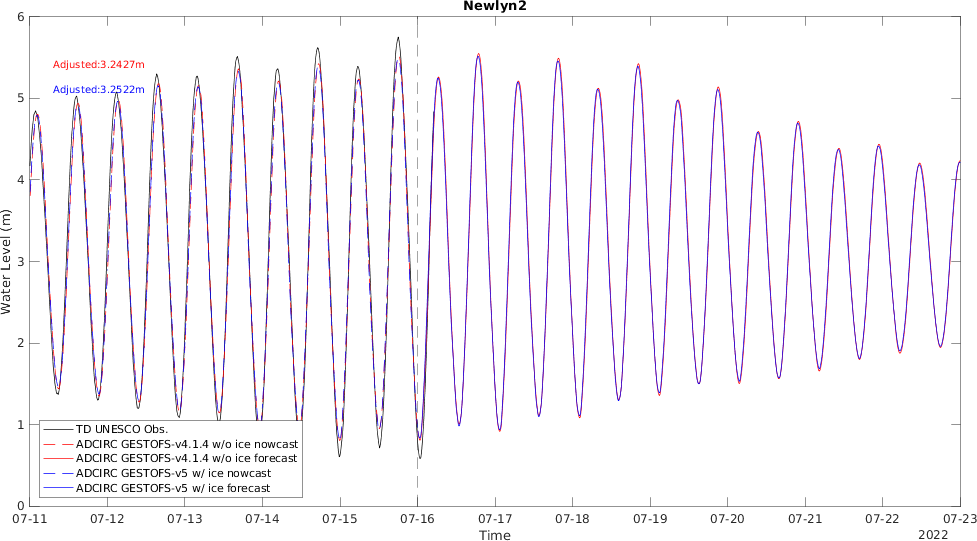 Newlyn2
6
Adjusted:3.2427m
5
Adjusted:3.2522m
4
Water Level (m)
3
2
1
TD UNESCO Obs.
ADCIRC GESTOFS-v4.1.4 w/o ice nowcast
ADCIRC GESTOFS-v4.1.4 w/o ice forecast
ADCIRC GESTOFS-v5 w/ ice nowcast
ADCIRC GESTOFS-v5 w/ ice forecast
0
07-11 07-12 07-13 07-14 07-15 07-16 07-17 07-18 07-19 07-20 07-21 07-22 07-23
Time
2022